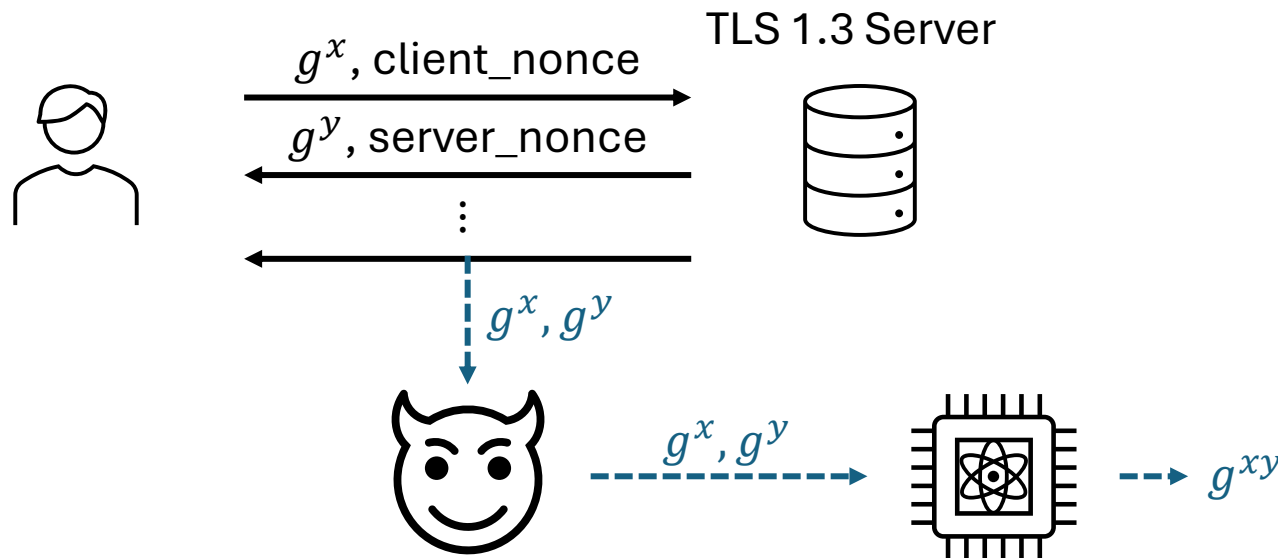 TLS 1.3 Server
g^x, client_nonce
g^y, server_nonce
⋮
g^x, g^y
g^x, g^y
g^{xy}